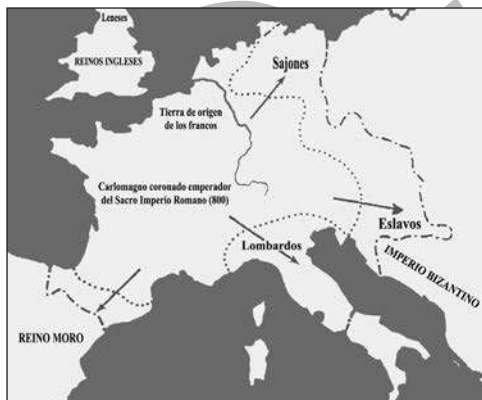 Leneses
REINOS INGLESES
Sajones
Tierra de origen
de los francos
Carlomagno coronado emperador
del Sacro Imperio Romano (800)
Eslavos
Lombardos
IMPERIO BIZANTINO
REINO MORO